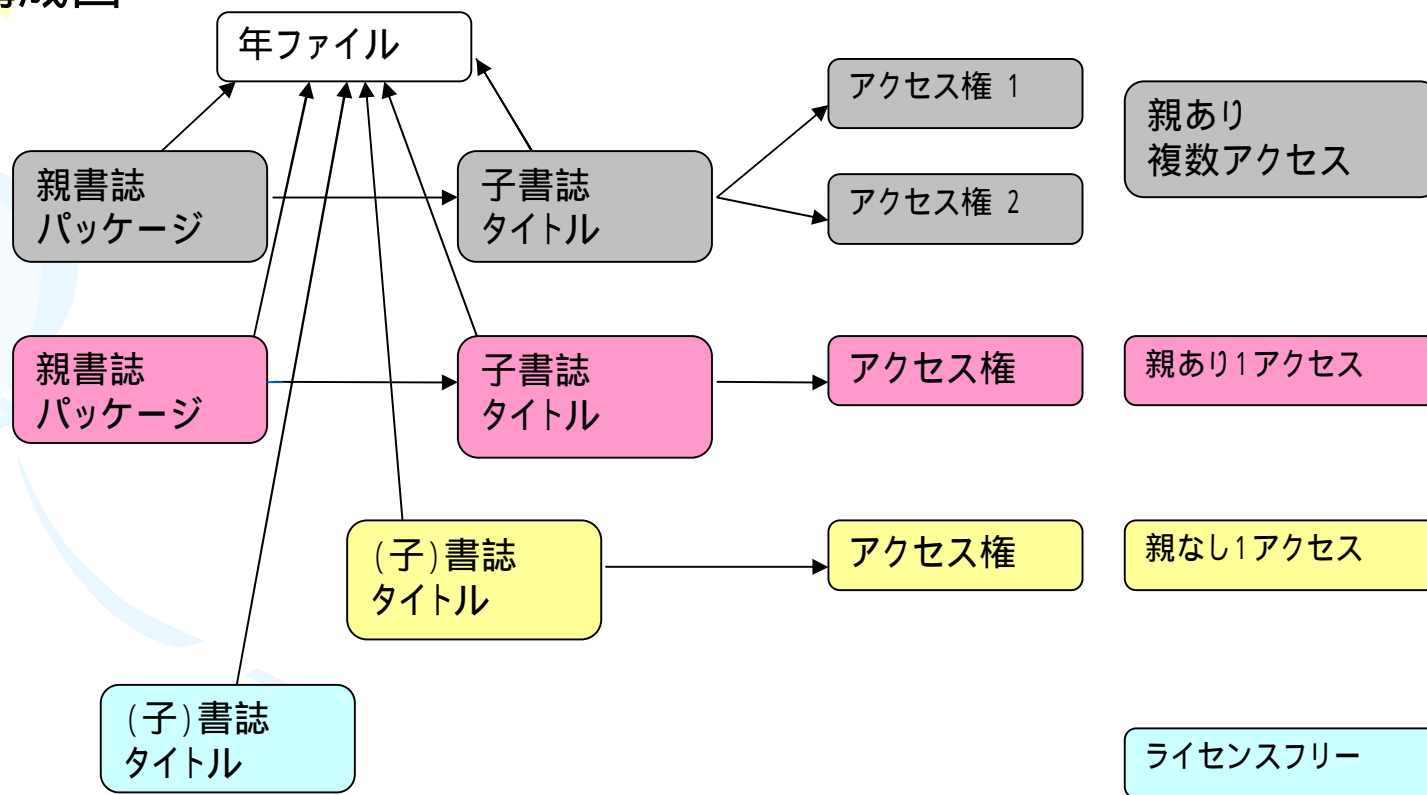 年ファイル
アクセス権 1
親あり
複数アクセス
親書誌
パッケージ
子書誌
タイトル
アクセス権 2
親書誌
パッケージ
子書誌
タイトル
アクセス権
親あり1アクセス
(子)書誌
タイトル
アクセス権
親なし1アクセス
(子)書誌
タイトル
ライセンスフリー